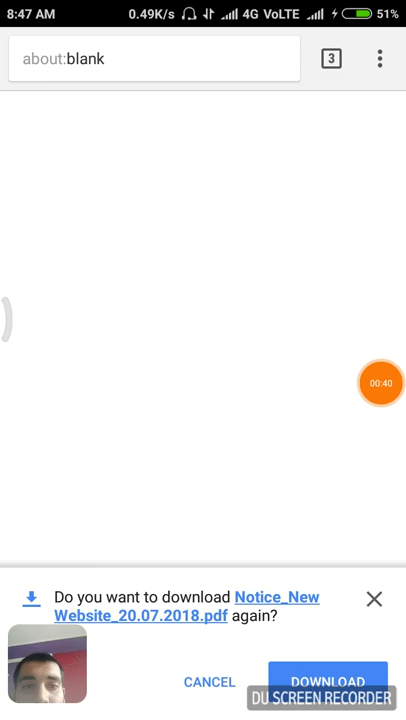 8:47 AM 0.49K/s 4G VoLTE 51%
about:blank
3
00:40
Do you want to download Notice_New
Website_20.07.2018.pdf again?
CANCEL DOWNLOAD
DU SCREEN RECORDER